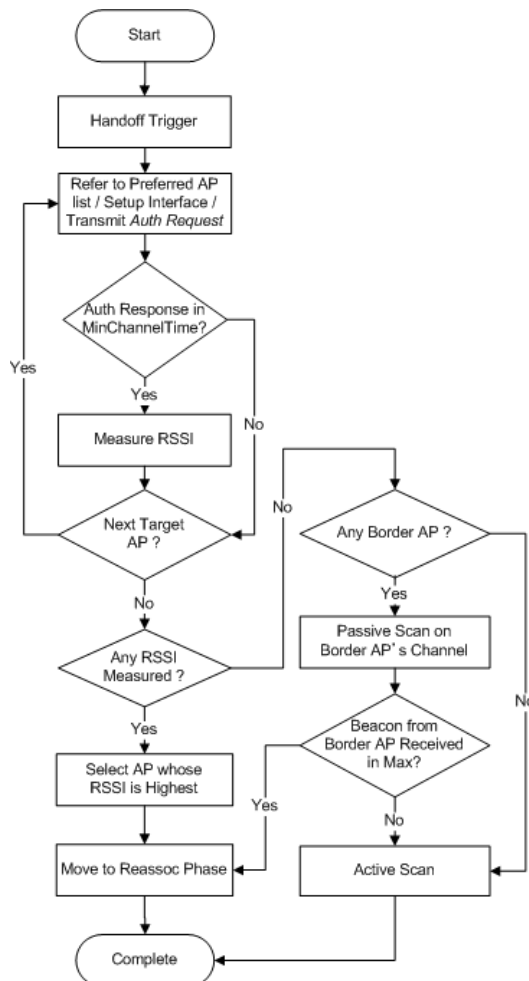 Start
Handoff Trigger
Refer to Preferred AP
list / Setup Interface /
Transmit Auth Request
Auth Response in
MinChannelTime?
Yes
Yes
No
Measure RSSI
Next Target
AP ?
No
No
Any Border AP ?
Yes
Passive Scan on
Border AP's Channel
Any RSSI
Measured ?
No
Yes
Beacon from
Border AP Received
in Max?
Select AP whose
RSSI is Highest
Yes
No
Move to Reassoc Phase
Active Scan
Complete